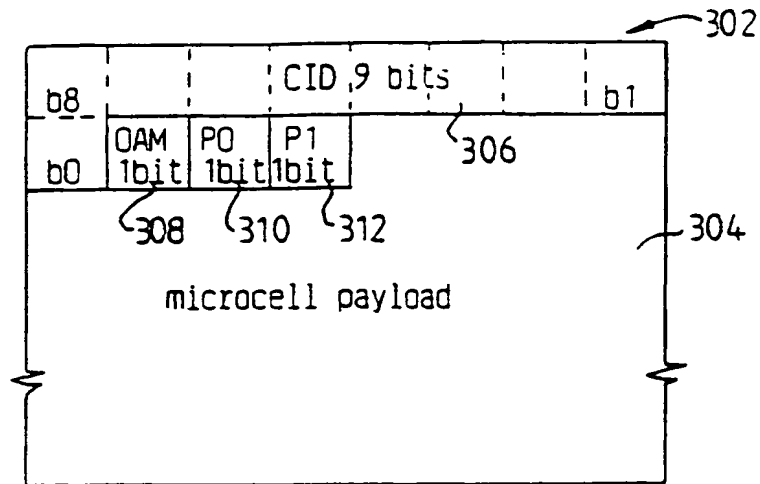 302
CID 9 bits
b8
b1
306
b0
OAM
1bit
P0
1bit
P1
1bit
308
310
312
304
microcell payload